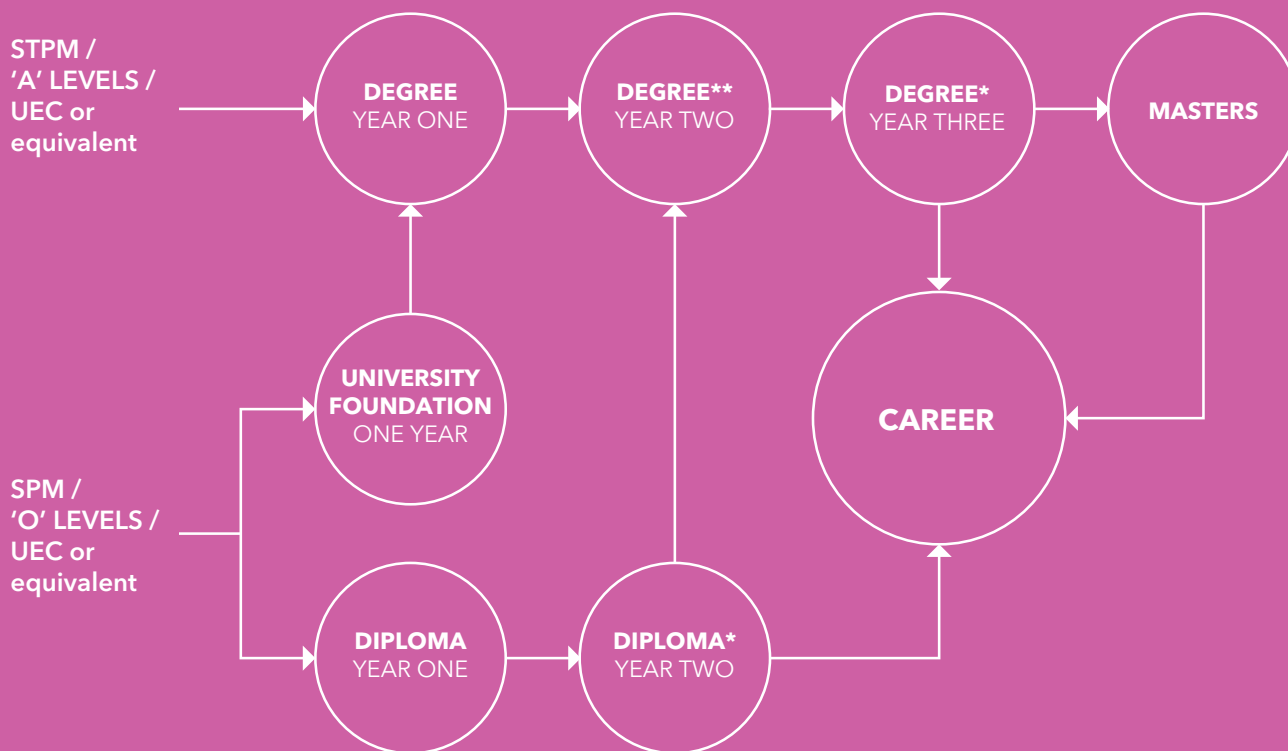 STPM /
‘A’ LEVELS /
UEC or
equivalent
DEGREE
YEAR ONE
DEGREE**
YEAR TWO
DEGREE*
YEAR THREE
MASTERS
UNIVERSITY
FOUNDATION
ONE YEAR
CAREER
SPM /
‘O’ LEVELS /
UEC or
equivalent
DIPLOMA
YEAR ONE
DIPLOMA*
YEAR TWO